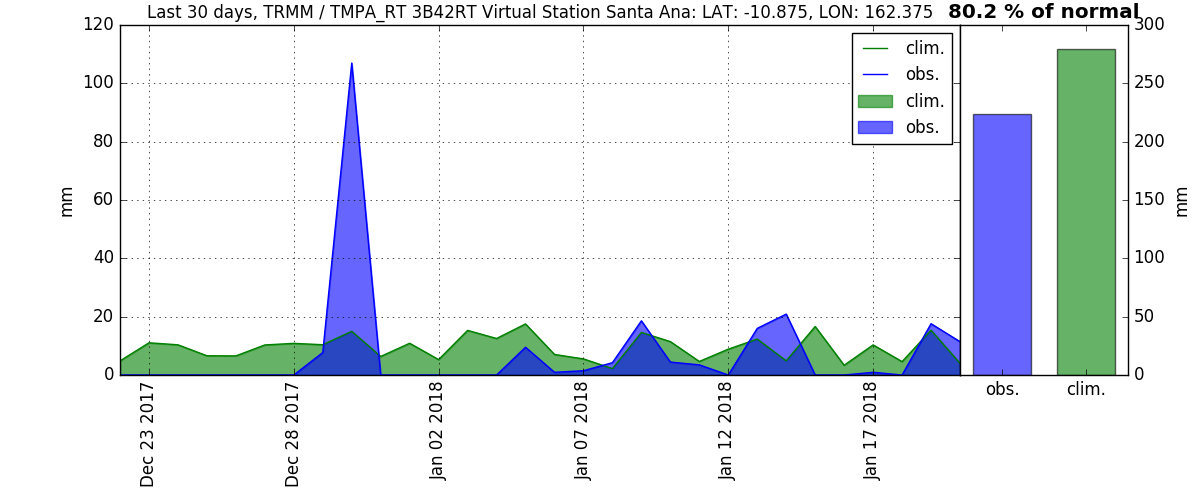 Last 30 days, TRMM / TMPA_RT 3B42RT Virtual Station Santa Ana: LAT: -10.875, LON: 162.375
80.2 % of normal
120
100
80
60
40
20
0
mm
clim.
obs.
clim.
obs.
Dec 23 2017
Dec 28 2017
Jan 02 2018
Jan 07 2018
Jan 12 2018
Jan 17 2018
300
250
200
150
100
50
0
mm
obs.
clim.